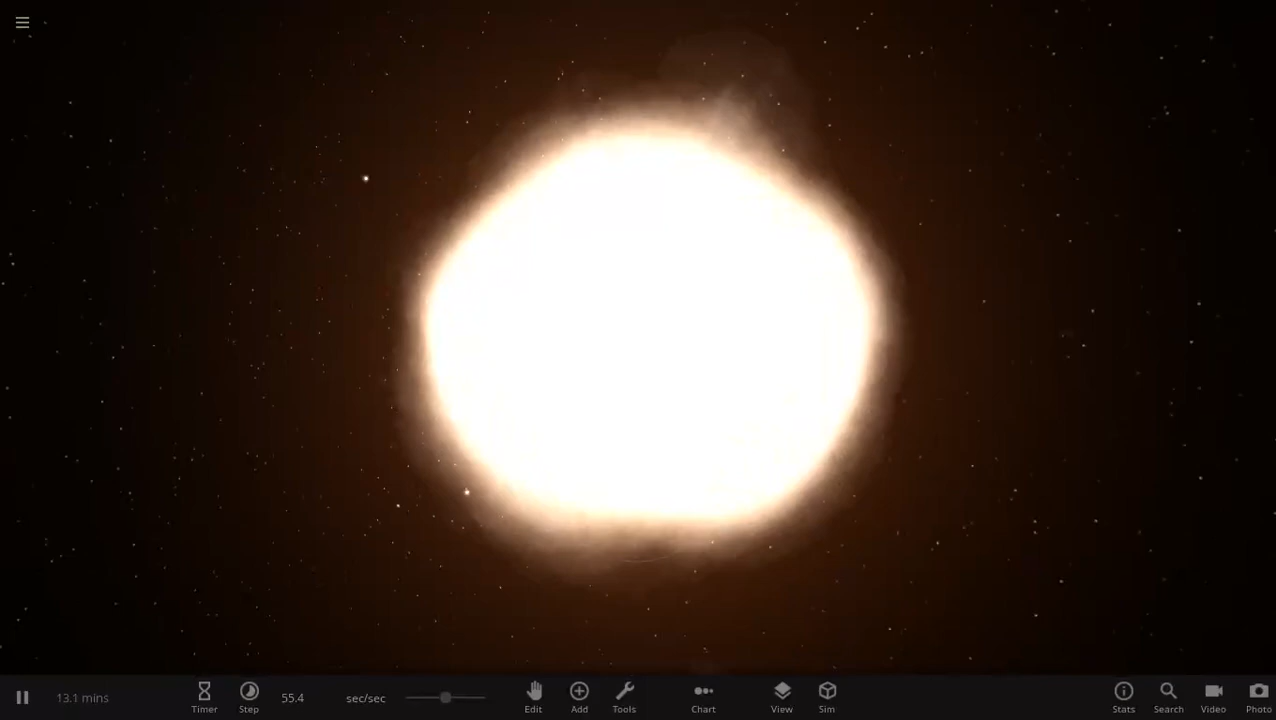 13.1 mins
Timer
Step
55.4
sec/sec
Edit
Add
Tools
Chart
View
Sim
Stats
Search
Video
Photo